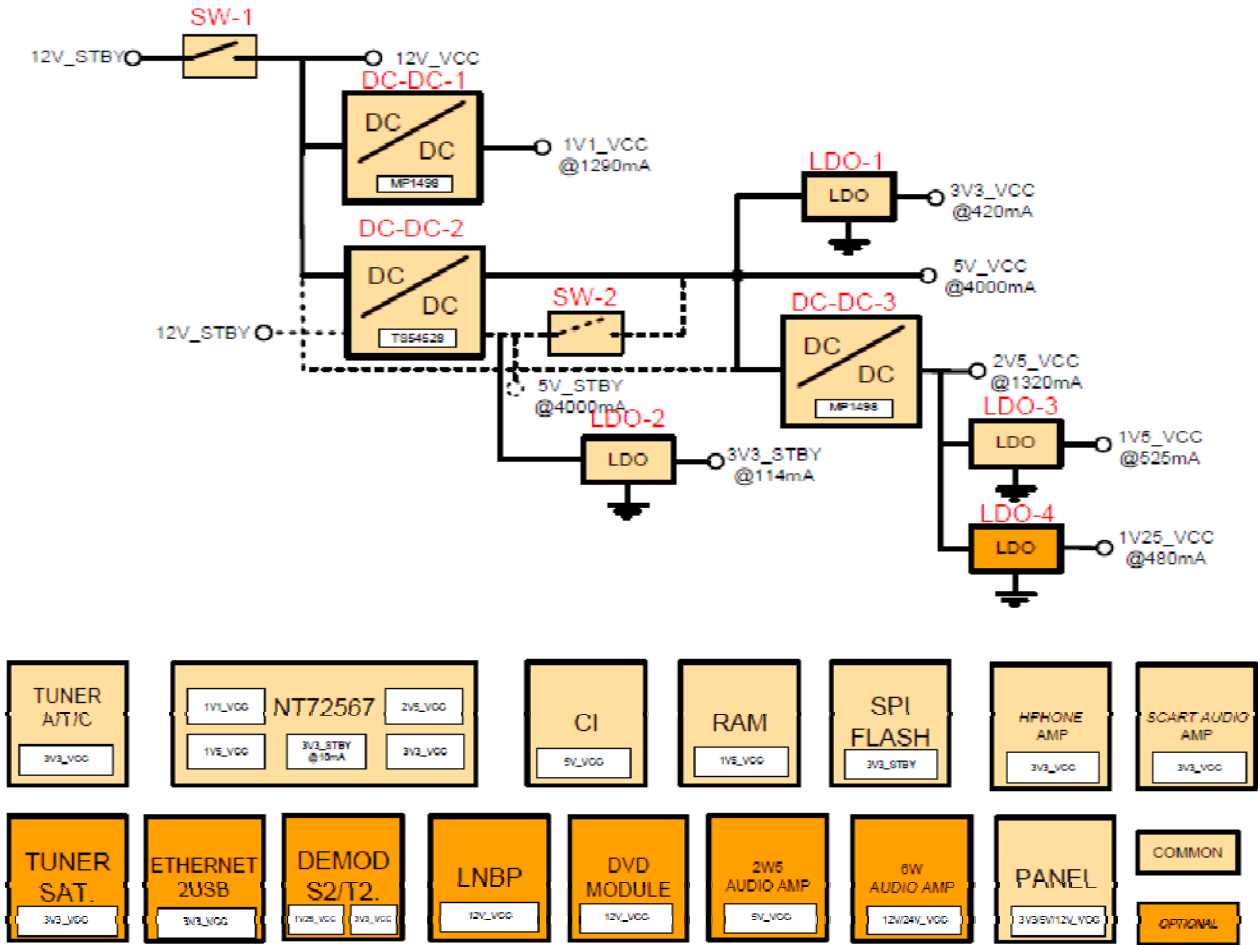 SW-1
12V_STBY
12V_VCC
DC-DC-1
DC
DC
MP1498
1V1_VCC
@1290mA
LDO-1
LDO
3V3_VCC
@420mA
DC-DC-2
DC
DC
TS54528
12V_STBY
SW-2
5V_VCC
@4000mA
DC-DC-3
DC
DC
MP1498
2V5_VCC
@1320mA
5V_STBY
@4000mA
LDO-2
LDO
3V3_STBY
@114mA
LDO-3
LDO
1V5_VCC
@525mA
LDO-4
LDO
1V25_VCC
@480mA
TUNER
A/T/C
3V3_VCC
NT72567
1V1_VCC
2V5_VCC
1V5_VCC
3V3_STBY
@10mA
3V3_VCC
CI
5V_VCC
RAM
1V5_VCC
SPI
FLASH
3V3_STBY
HPHONE
AMP
3V3_VCC
SCART AUDIO
AMP
3V3_VCC
TUNER
SAT.
3V3_VCC
ETHERNET
2USB
3V3_VCC
DEMOD
S2/T2.
1V25_VCC
3V3_VCC
LNBP
12V_VCC
DVD
MODULE
12V_VCC
2W5
AUDIO AMP
5V_VCC
6W
AUDIO AMP
12V/24V_VCC
PANEL
3V3/5V/12V_VCC
COMMON
OPTIONAL